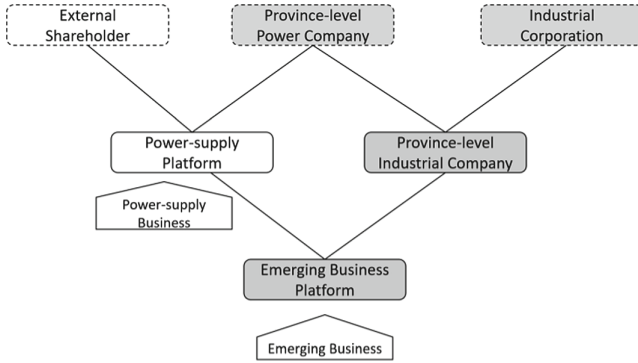 External
Shareholder
Province-level
Power Company
Industrial
Corporation
Power-supply
Platform
Province-level
Industrial Company
Power-supply
Business
Emerging Business
Platform
Emerging Business